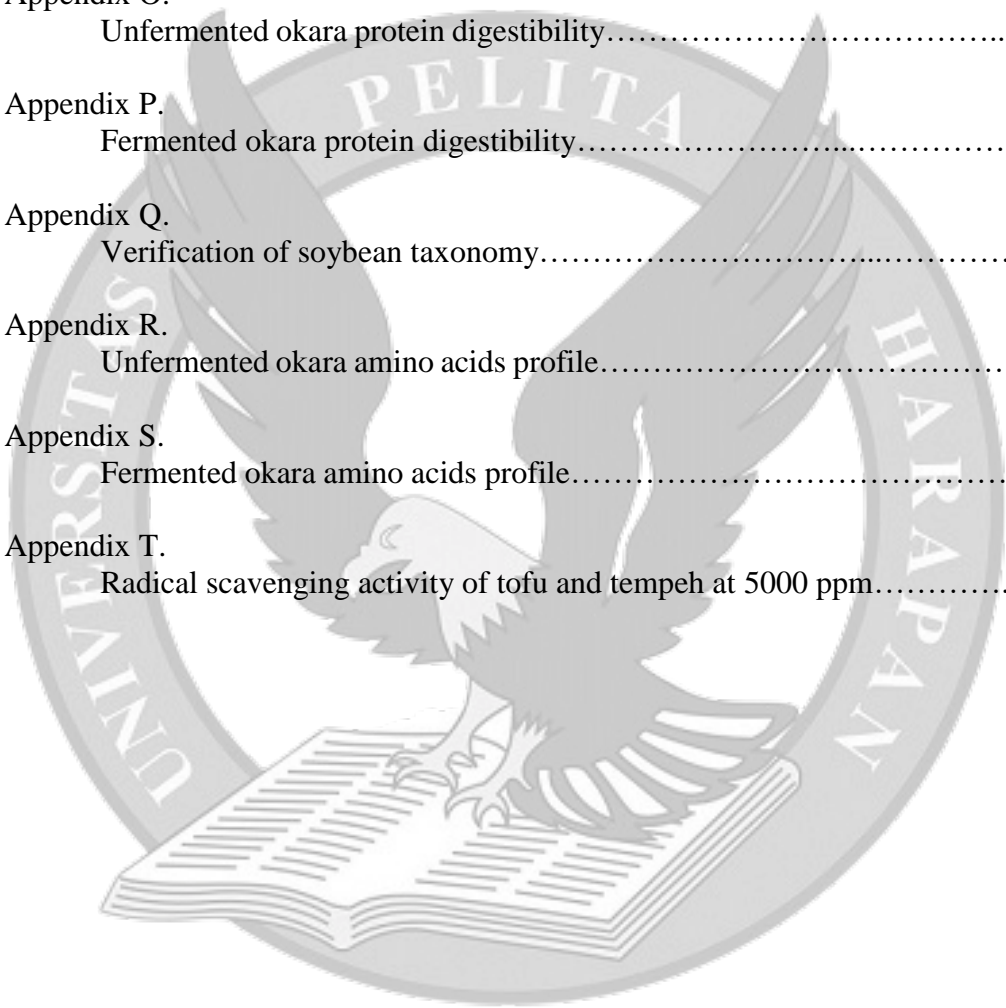 Appendix O.
Unfermented okara protein digestibility…………………………………..
Appendix P.
Fermented okara protein digestibility……………………...……………
Appendix Q.
Verification of soybean taxonomy……………………………...…………
Appendix R.
Unfermented okara amino acids profile…………………………………
Appendix S.
Fermented okara amino acids profile……………………………………
Appendix T.
Radical scavenging activity of tofu and tempeh at 5000 ppm………….
UNIVERSITAS PELITA HARAPAN